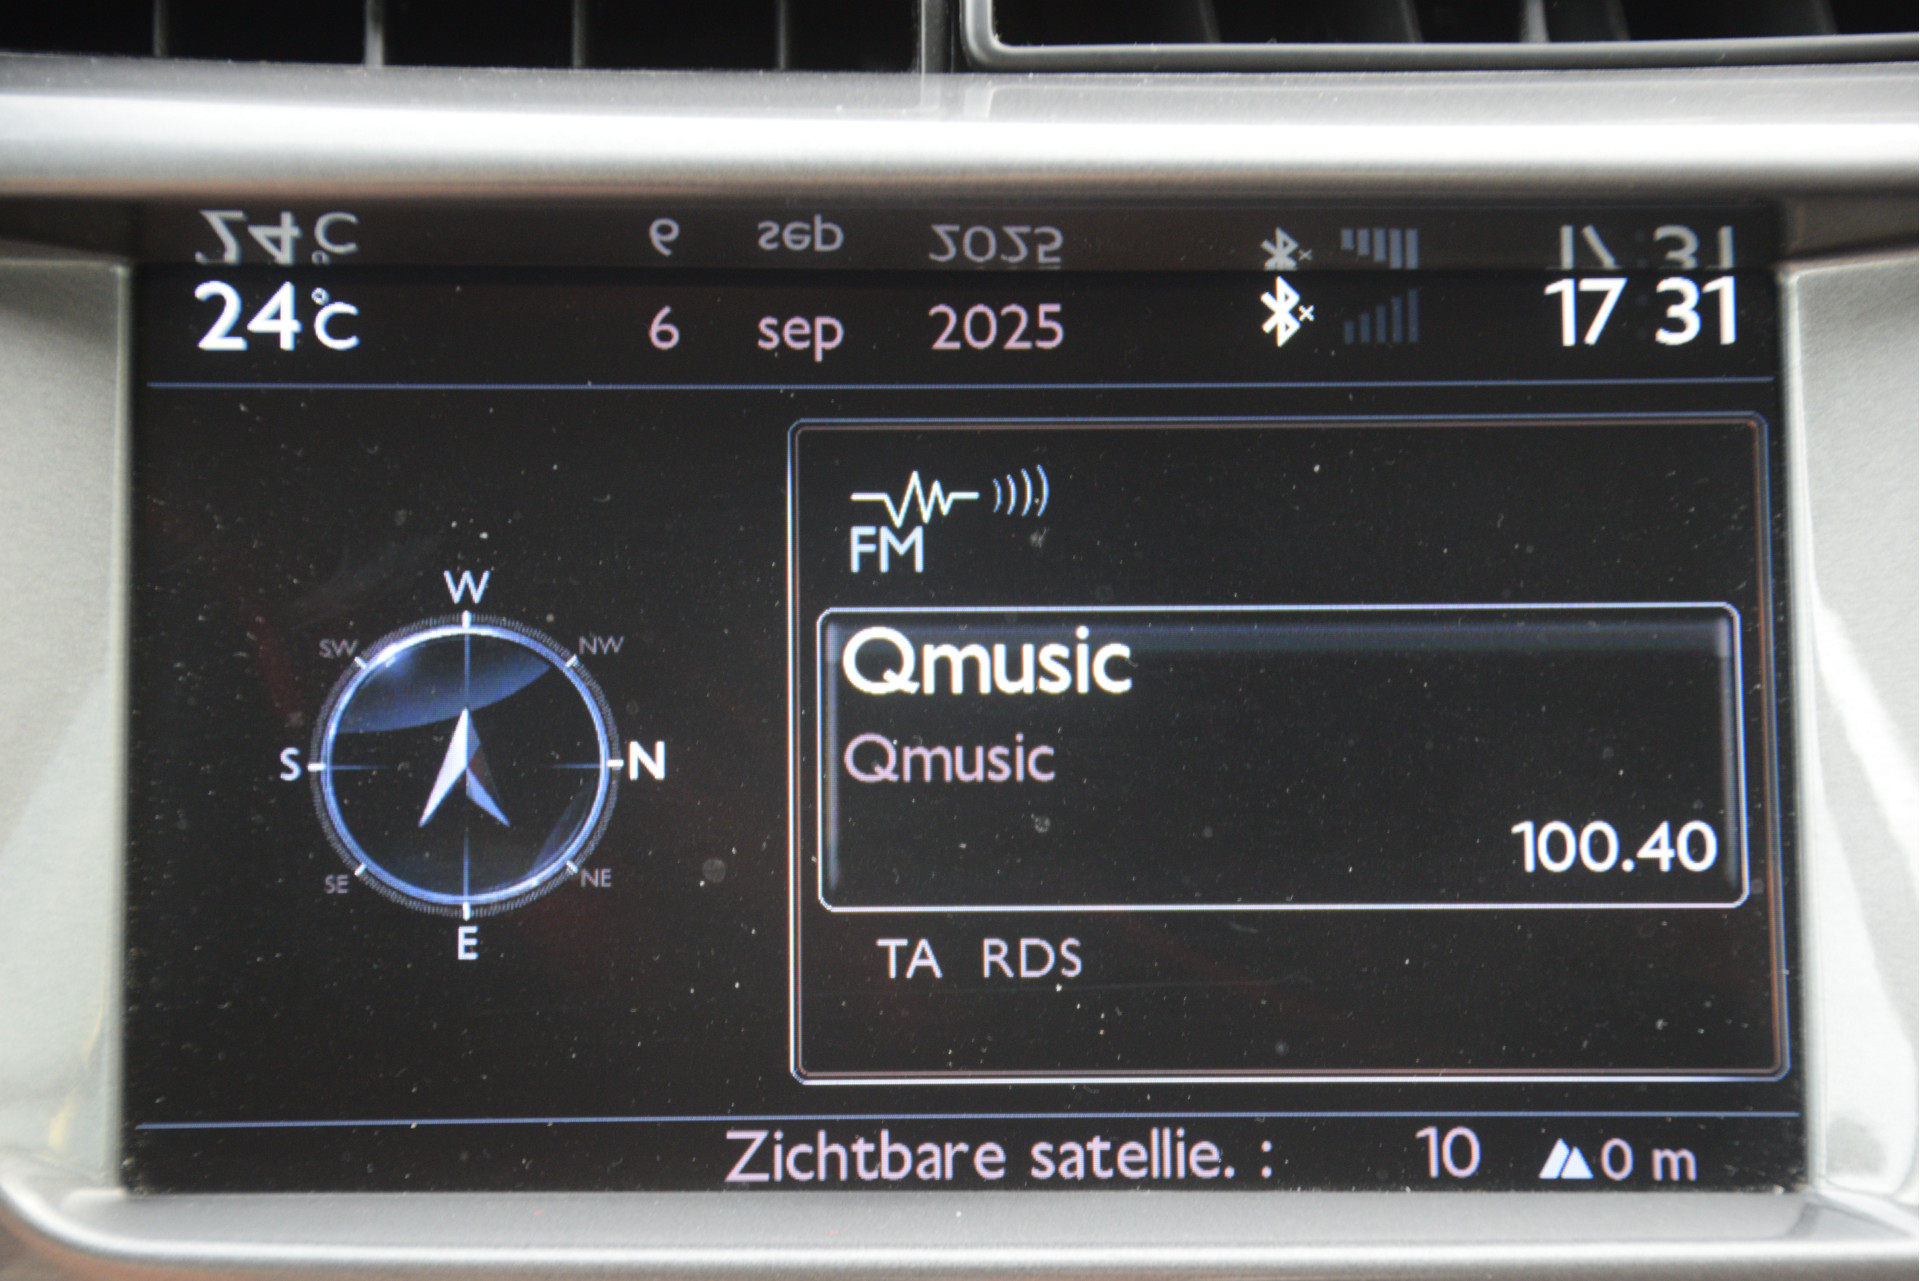 24°C 6 sep 2025 17 31
FM
W
SW NW
S N
SE NE
E
Qmusic
Qmusic
100.40
TA RDS
Zichtbare satellie. : 10 0 m